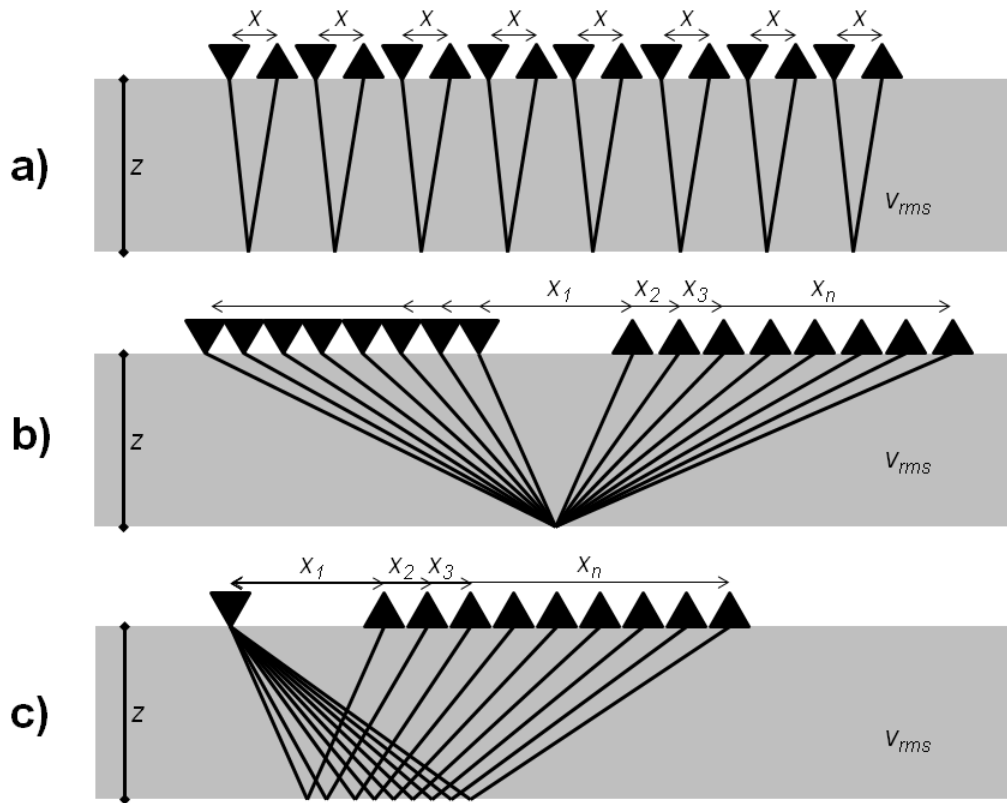 x x x x x x x x
a)
z
v_rms
x_1 x_2 x_3 x_n
b)
z
v_rms
x_1 x_2 x_3 x_n
c)
z
v_rms